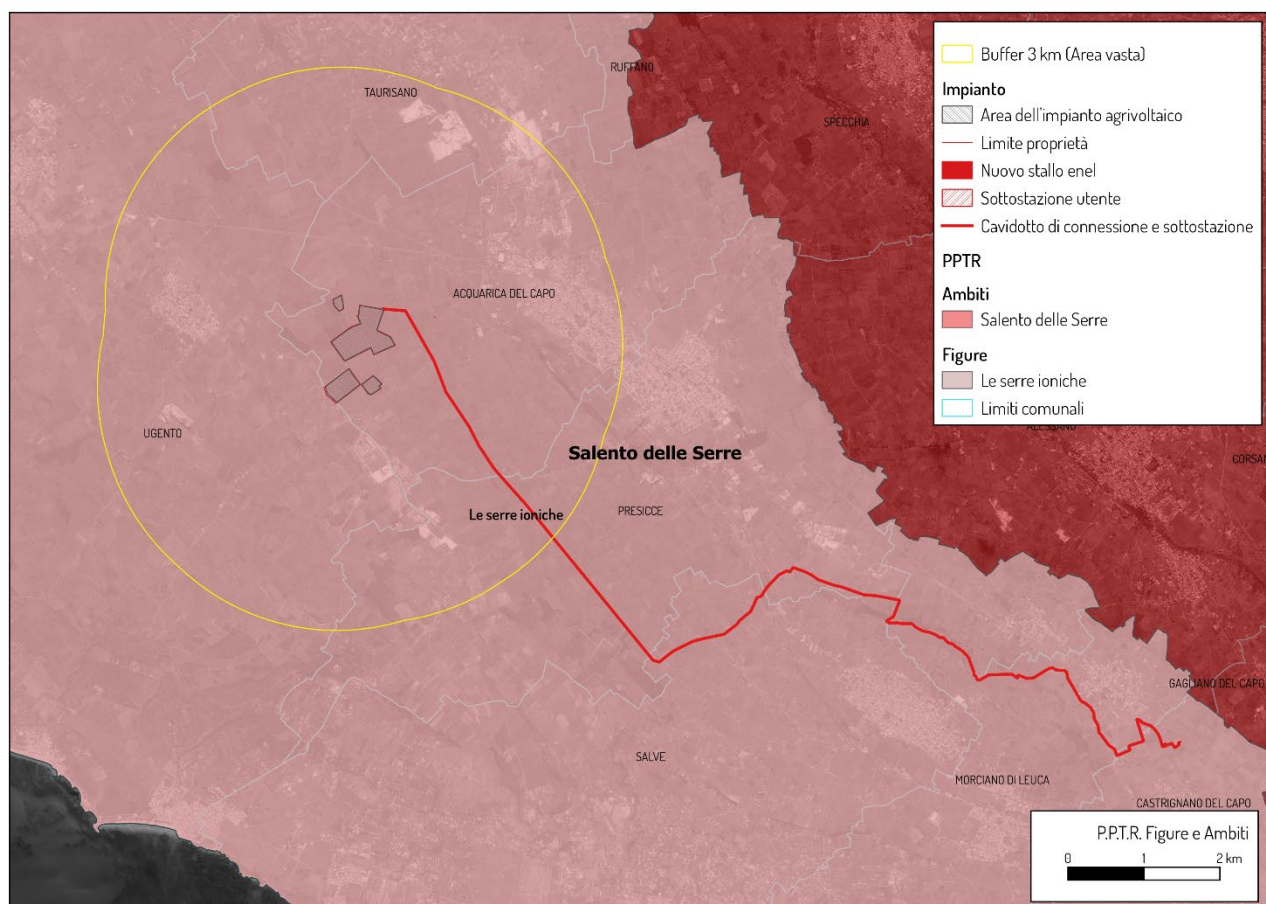 RUFFANO
TAURISANO
SPECCHIA
ACQUARICA DEL CAPO
UGENTO
Salento delle Serre
PRESICCE
Le serre ioniche
ALESSANO
GAGLIANO DEL CAPO
SALVE
MORCIANO DI LEUCA
CASTRIGNANO DEL CAPO
Buffer 3 km (Area vasta)
Impianto
Area dell'impianto agrivoltaico
Limite proprietà
Nuovo stallo enel
Sottostazione utente
Cavidotto di connessione e sottostazione
PPTR
Ambiti
Salento delle Serre
Figure
Le serre ioniche
Limiti comunali
P.P.T.R. Figure e Ambiti
0 1 2 km